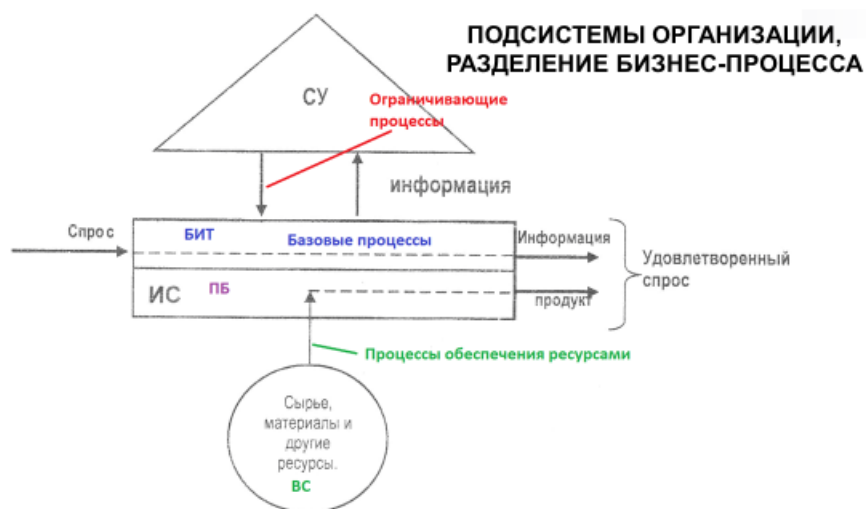 ПОДСИСТЕМЫ ОРГАНИЗАЦИИ,
РАЗДЕЛЕНИЕ БИЗНЕС-ПРОЦЕССА
СУ
Ограничивающие
процессы
информация
Спрос
БИТ
Базовые процессы
Информация
Удовлетворенный
спрос
ИС
ПБ
продукт
Процессы обеспечения ресурсами
Сырье,
материалы и
другие
ресурсы.
ВС